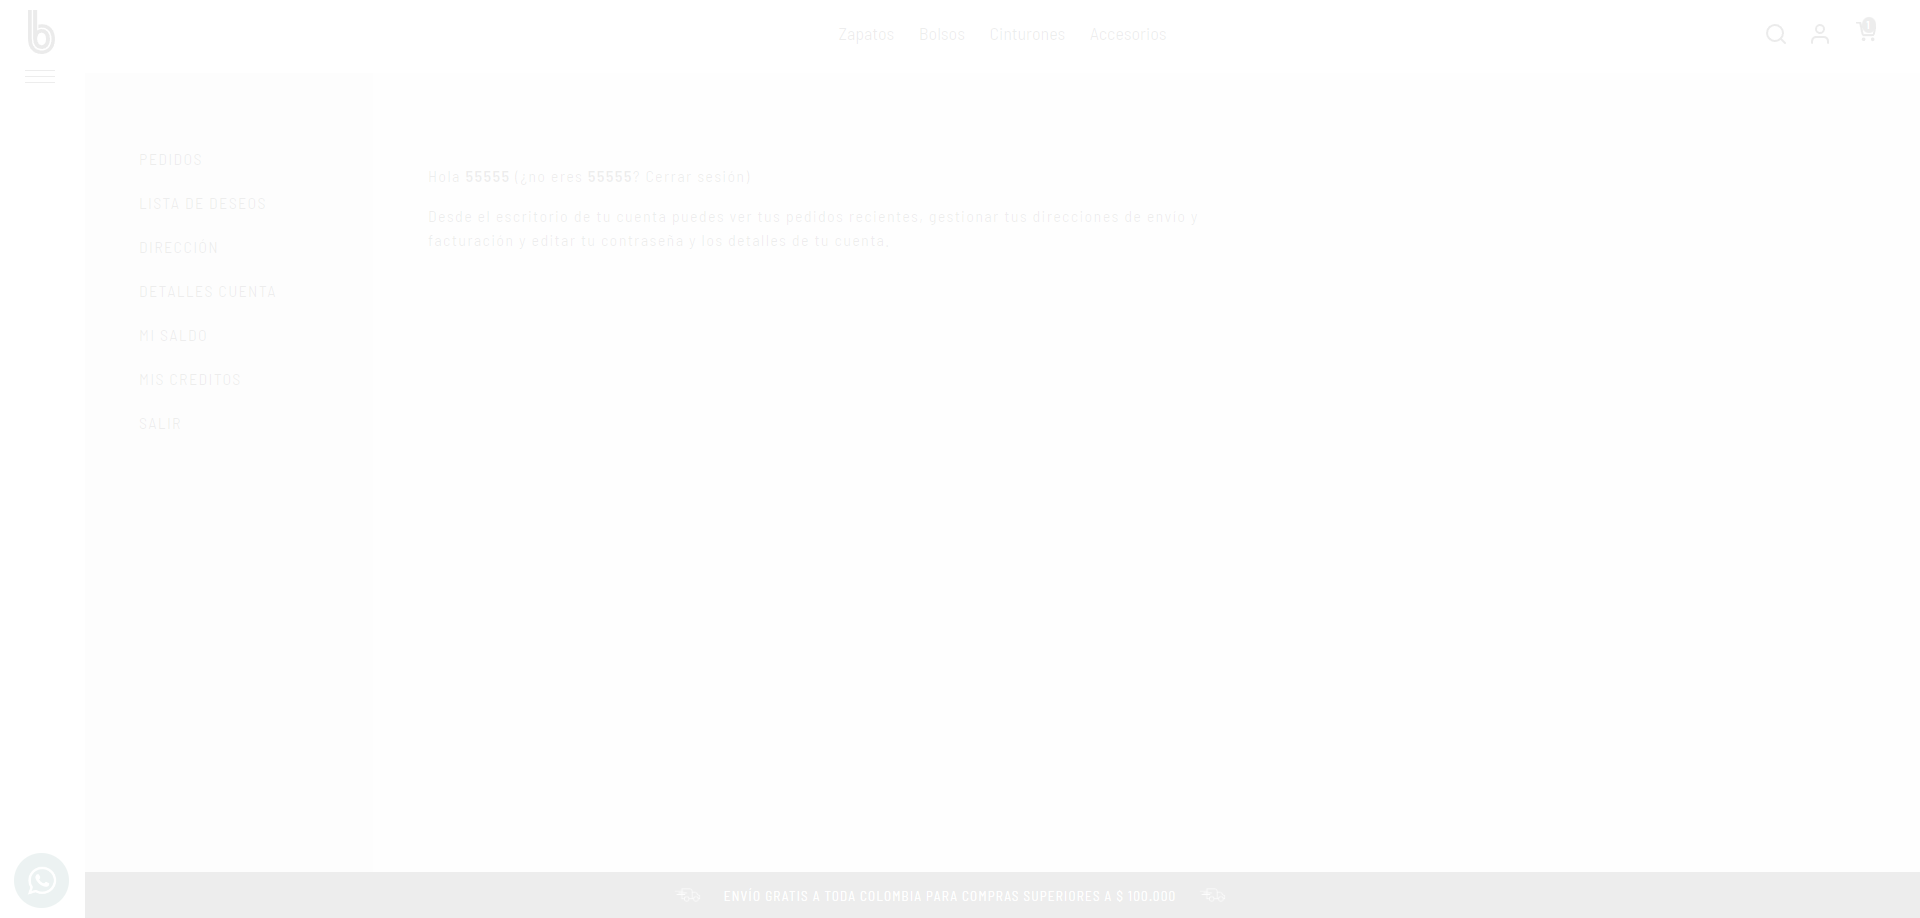 b
Zapatos Bolsos Cinturones Accesorios
1
PEDIDOS
LISTA DE DESEOS
DIRECCION
DETALLES CUENTA
MI SALDO
MIS CREDITOS
SALIR
Hola 55555 (¿no eres 55555? Cerrar sesión)
Desde el escritorio de tu cuenta puedes ver tus pedidos recientes, gestionar tus direcciones de envío y
facturación y editar tu contraseña y los detalles de tu cuenta.
ENVÍO GRATIS A TODA COLOMBIA PARA COMPRAS SUPERIORES A $ 100.000